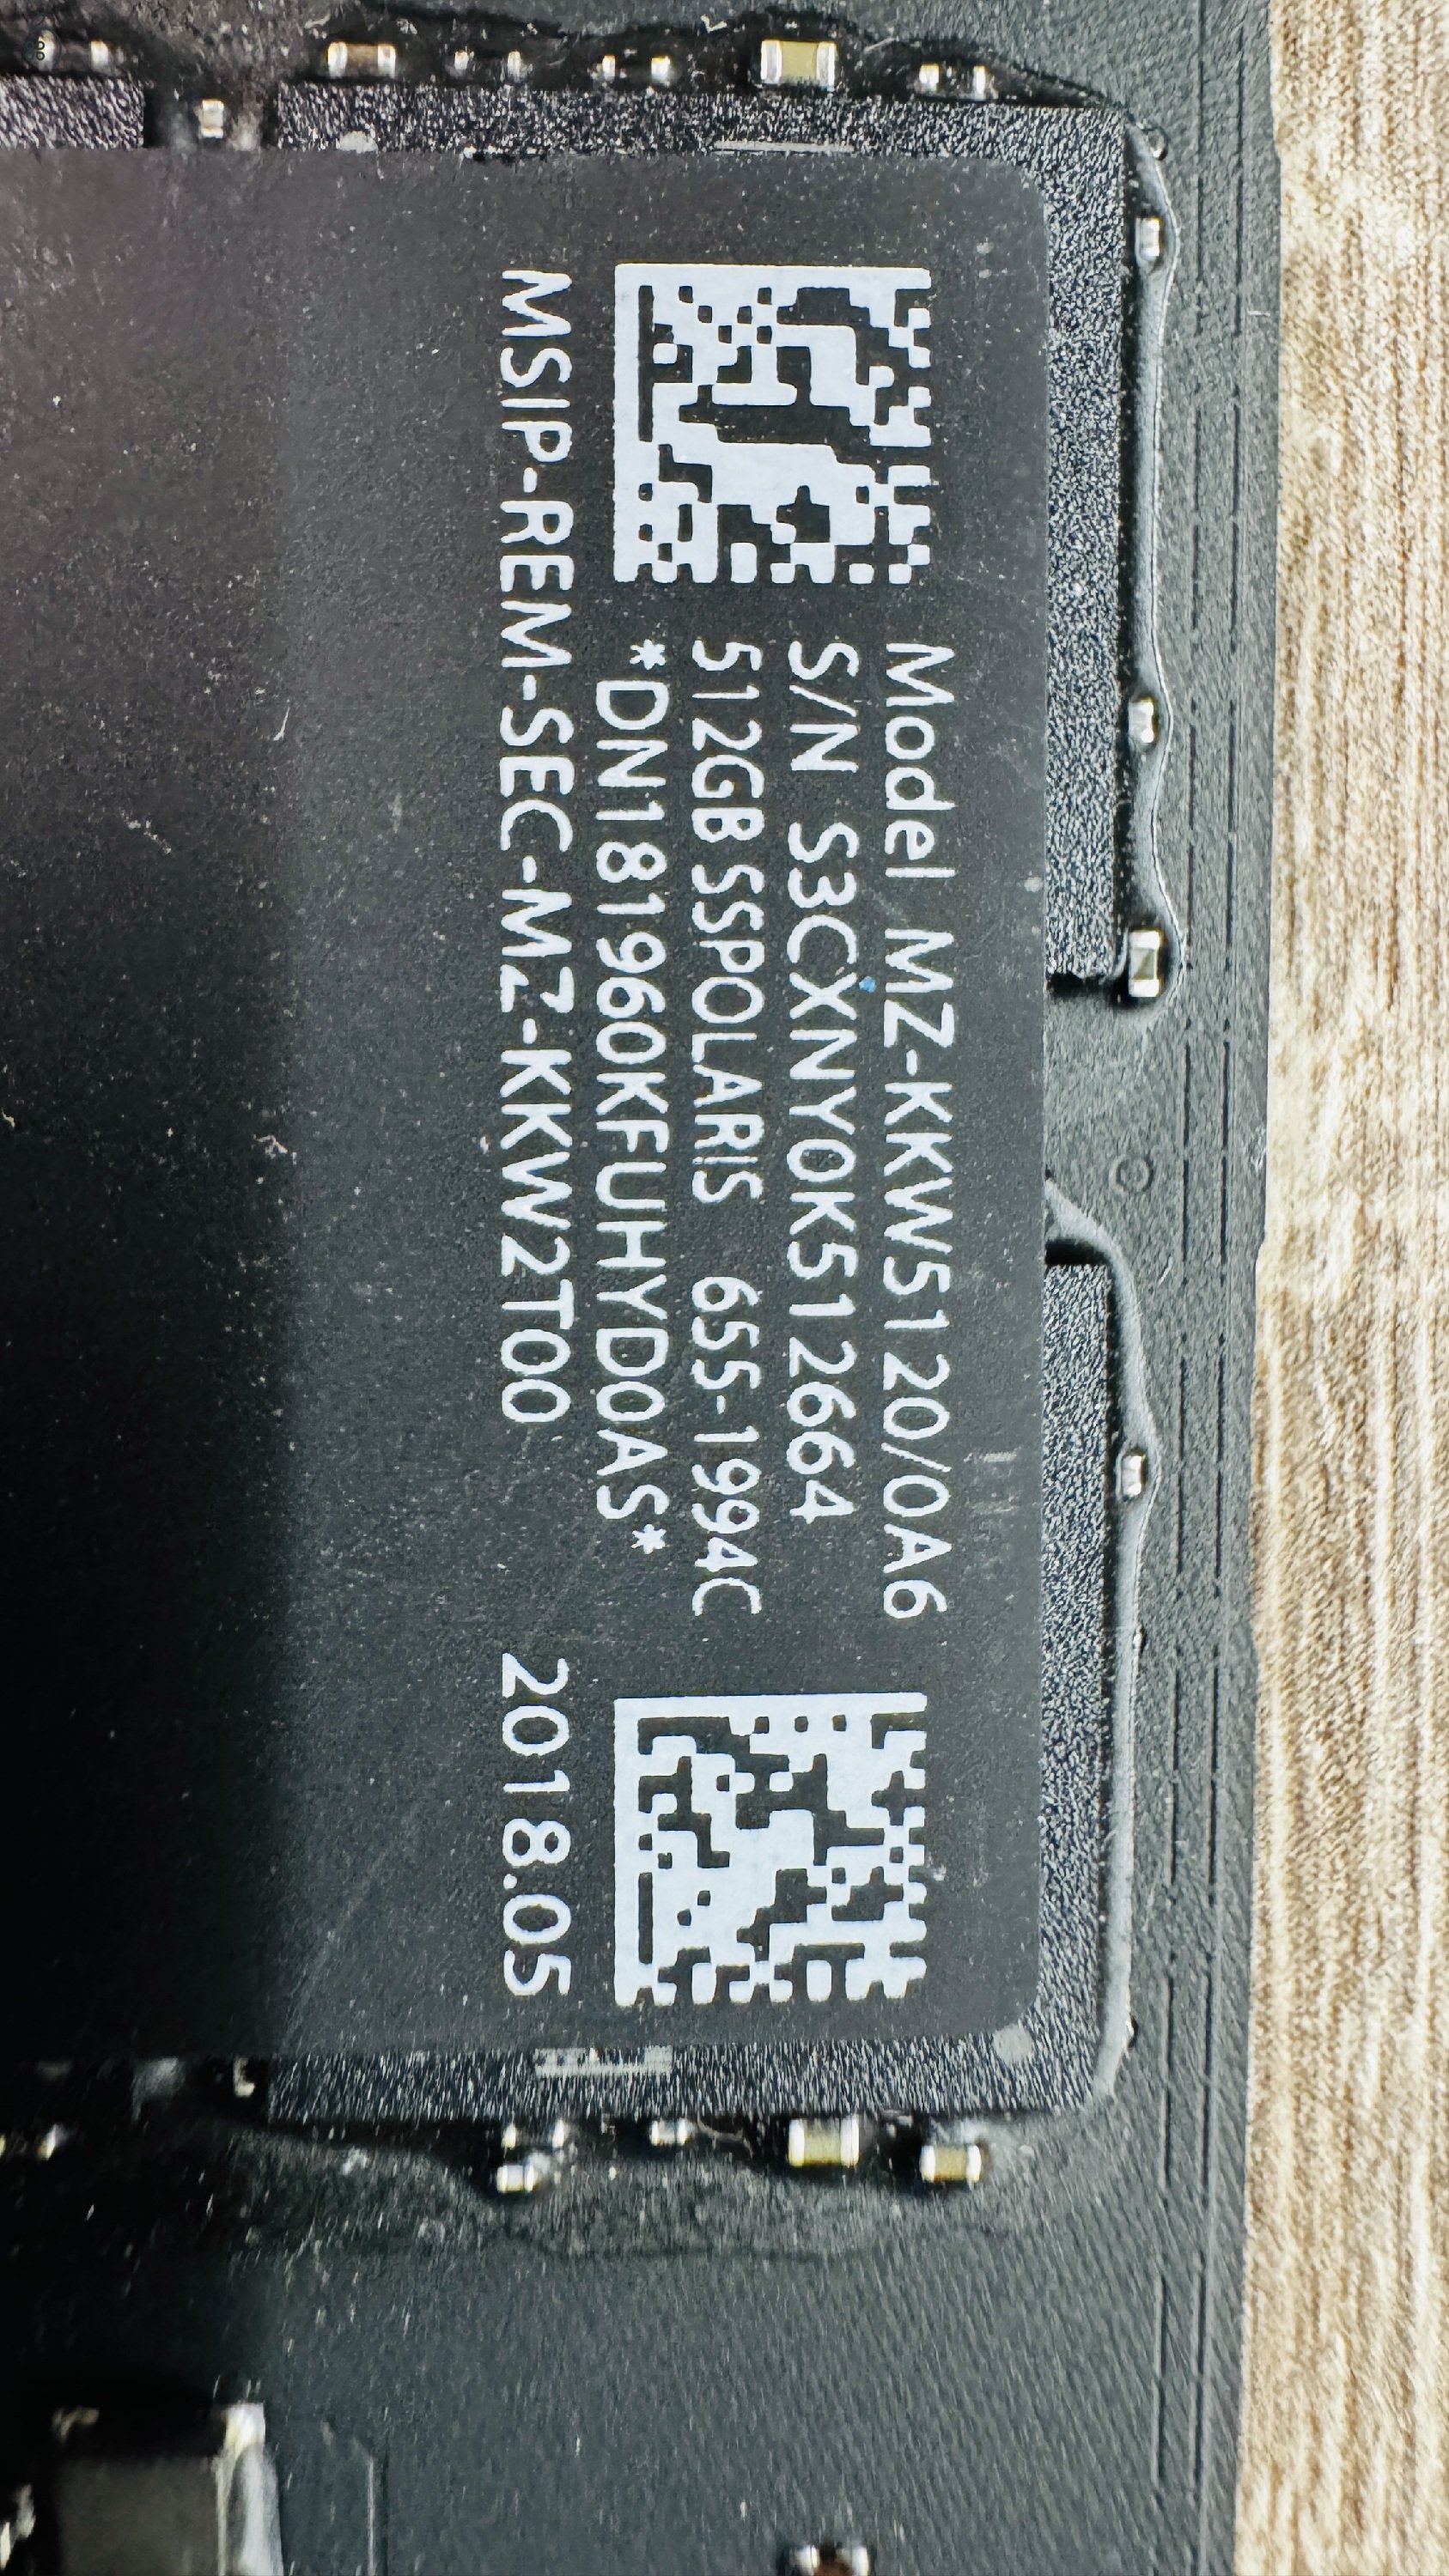 Model MZ-KKW5120/0A6
S/N S3CXNY0K512664
512GB SSPOLARIS 655-1994C
*DN181960KFUHYD0AS*
MSIP-REM-SEC-MZ-KKW2T00 2018.05